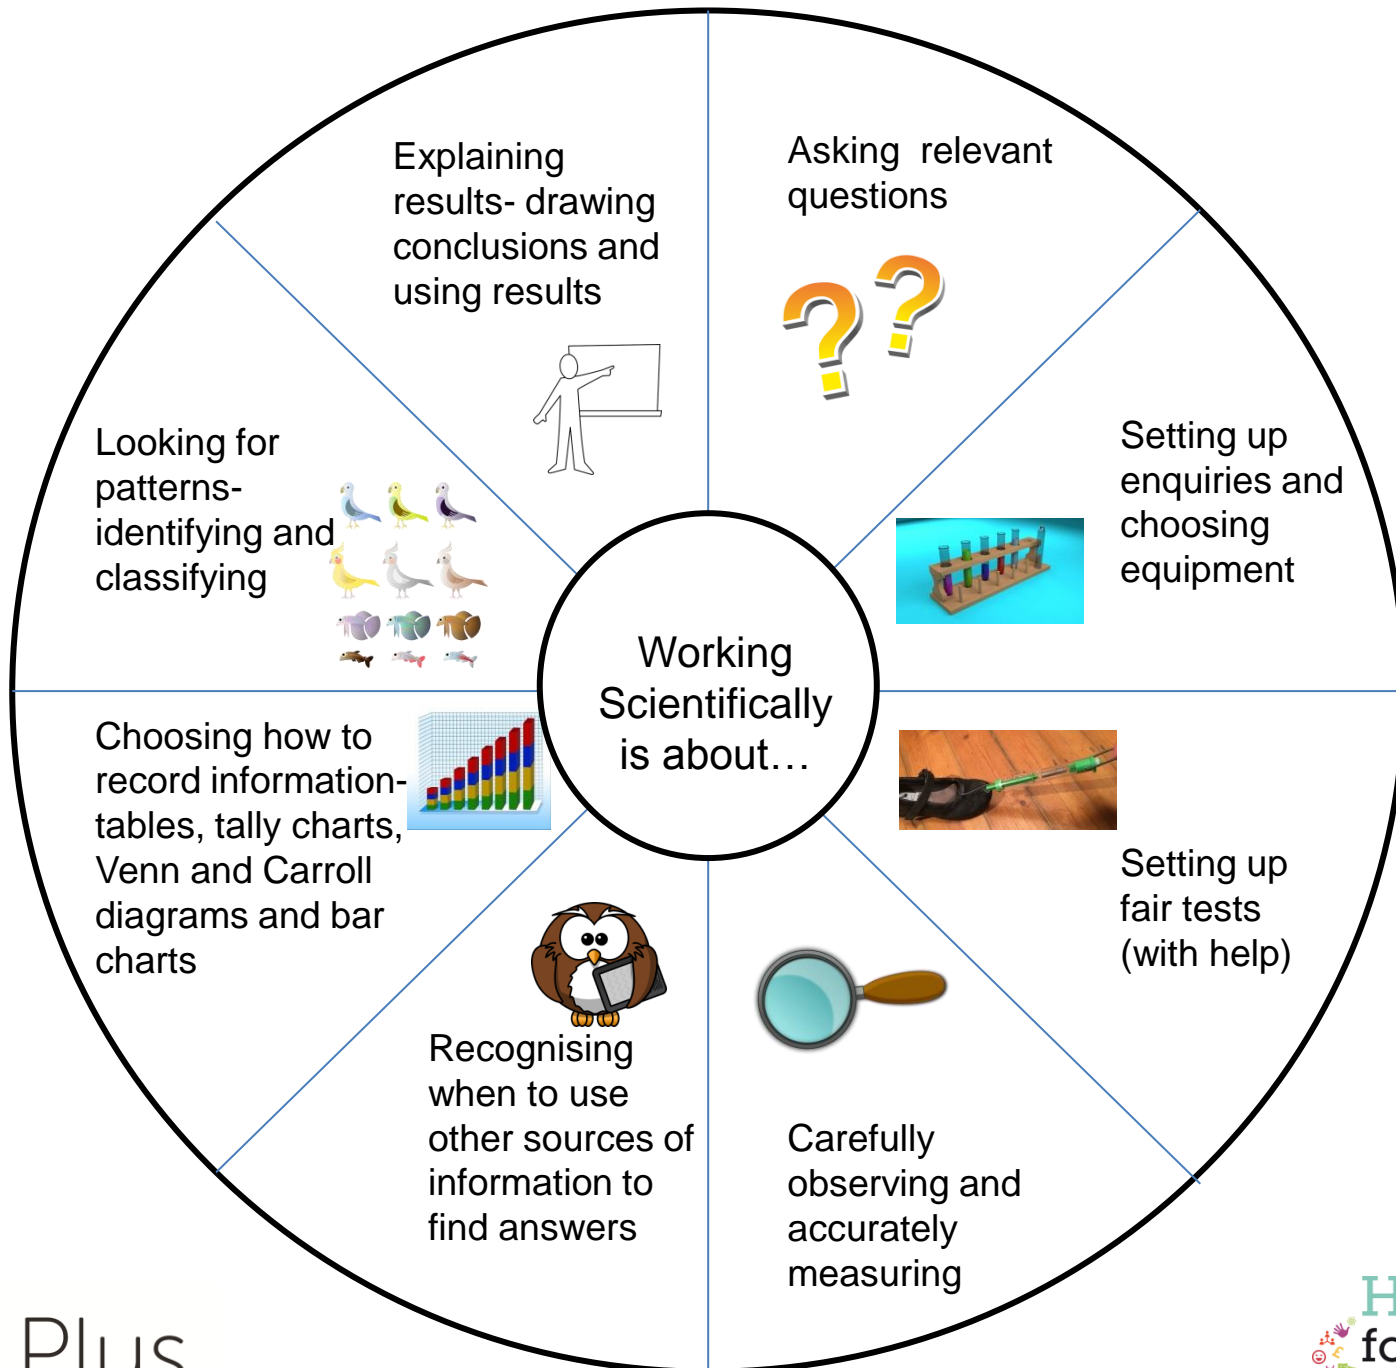 Working
Scientifically
is about…
Asking relevant
questions
Setting up
enquiries and
choosing
equipment
Setting up
fair tests
(with help)
Carefully
observing and
accurately
measuring
Recognising
when to use
other sources of
information to
find answers
Choosing how to
record information-
tables, tally charts,
Venn and Carroll
diagrams and bar
charts
Looking for
patterns-
identifying and
classifying
Explaining
results- drawing
conclusions and
using results
Plus
H
fo